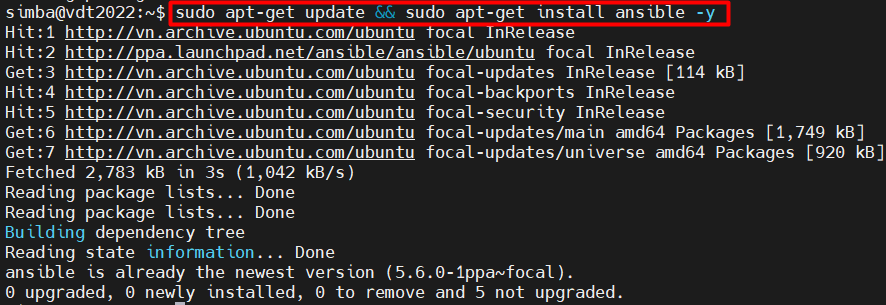 simba@vdt2022:~$ sudo apt-get update && sudo apt-get install ansible -y
Hit:1 http://vn.archive.ubuntu.com/ubuntu focal InRelease
Hit:2 http://ppa.launchpad.net/ansible/ansible/ubuntu focal InRelease
Get:3 http://vn.archive.ubuntu.com/ubuntu focal-updates InRelease [114 kB]
Hit:4 http://vn.archive.ubuntu.com/ubuntu focal-backports InRelease
Hit:5 http://vn.archive.ubuntu.com/ubuntu focal-security InRelease
Get:6 http://vn.archive.ubuntu.com/ubuntu focal-updates/main amd64 Packages [1,749 kB]
Get:7 http://vn.archive.ubuntu.com/ubuntu focal-updates/universe amd64 Packages [920 kB]
Fetched 2,783 kB in 3s (1,042 kB/s)
Reading package lists... Done
Reading package lists... Done
Building dependency tree
Reading state information... Done
ansible is already the newest version (5.6.0-1ppa~focal).
0 upgraded, 0 newly installed, 0 to remove and 5 not upgraded.